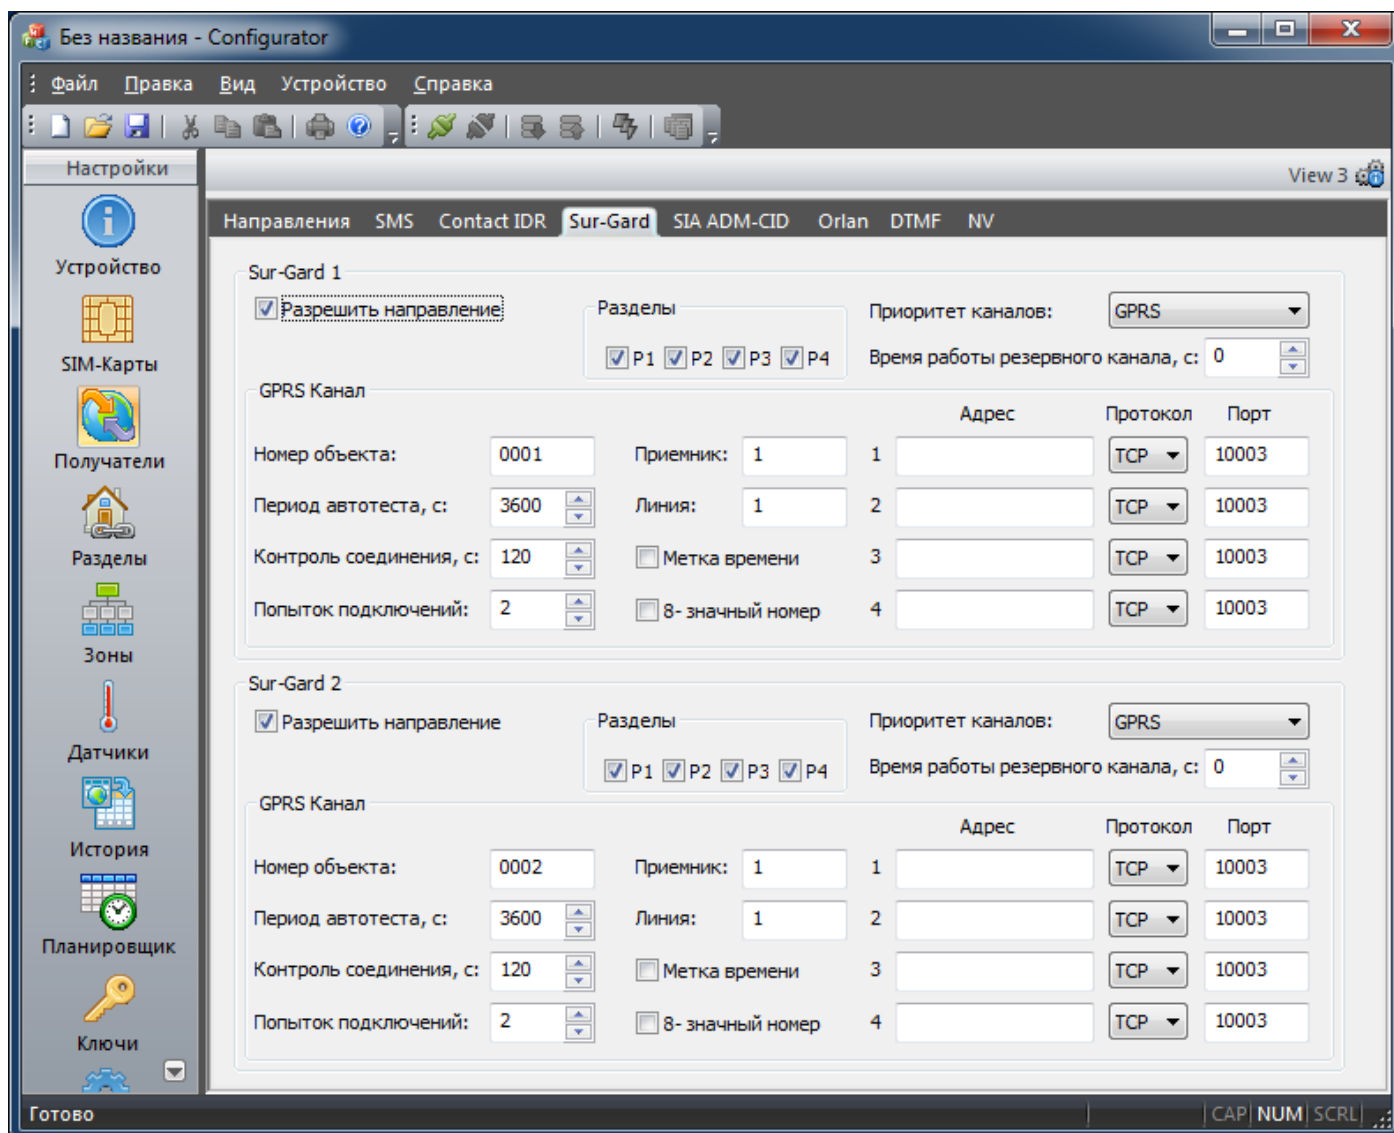 Без названия - Configurator
Файл Правка Вид Устройство Справка
Настройки
View 3
Направления SMS Contact IDR Sur-Gard SIA ADM-CID Orlan DTMF NV
Устройство
SIM-Карты
Получатели
Разделы
Зоны
Датчики
История
Планировщик
Ключи
Sur-Gard 1
Разрешить направление Разделы Приоритет каналов: GPRS
P1 P2 P3 P4 Время работы резервного канала, с: 0
GPRS Канал
Адрес Протокол Порт
Номер объекта: 0001 Приемник: 1 1 TCP 10003
Период автотеста, с: 3600 Линия: 1 2 TCP 10003
Контроль соединения, с: 120 Метка времени 3 TCP 10003
Попыток подключений: 2 8- значный номер 4 TCP 10003
Sur-Gard 2
Разрешить направление Разделы Приоритет каналов: GPRS
P1 P2 P3 P4 Время работы резервного канала, с: 0
GPRS Канал
Адрес Протокол Порт
Номер объекта: 0002 Приемник: 1 1 TCP 10003
Период автотеста, с: 3600 Линия: 1 2 TCP 10003
Контроль соединения, с: 120 Метка времени 3 TCP 10003
Попыток подключений: 2 8- значный номер 4 TCP 10003
Готово CAP NUM SCRL